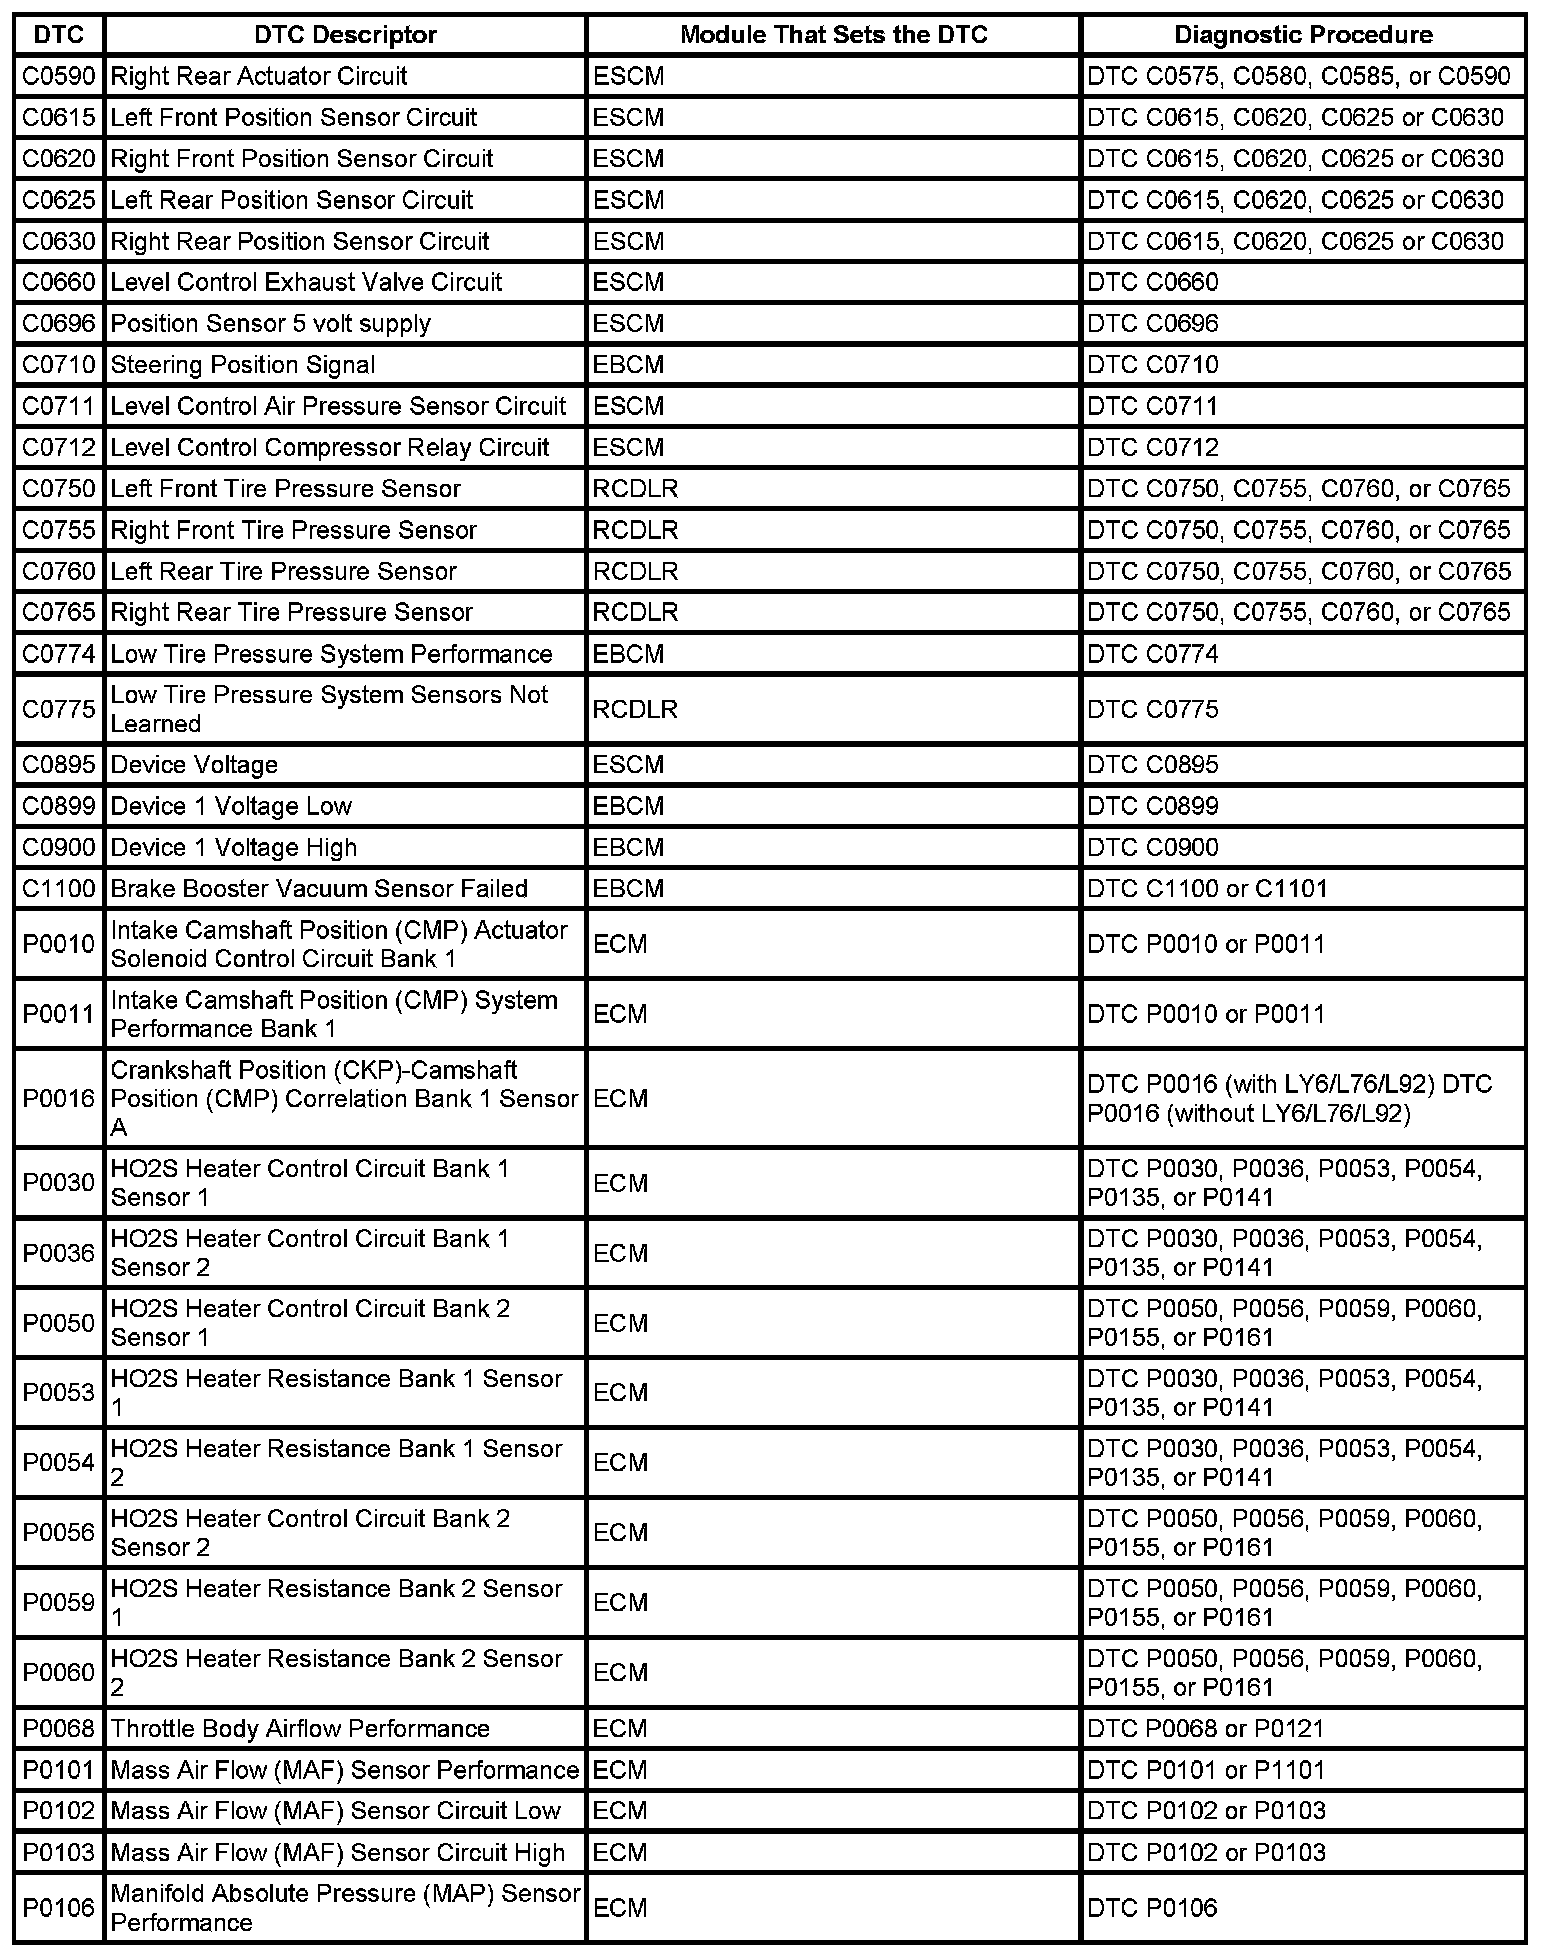 DTC DTC Descriptor Module That Sets the DTC Diagnostic Procedure
C0590 Right Rear Actuator Circuit ESCM DTC C0575, C0580, C0585, or C0590
C0615 Left Front Position Sensor Circuit ESCM DTC C0615, C0620, C0625 or C0630
C0620 Right Front Position Sensor Circuit ESCM DTC C0615, C0620, C0625 or C0630
C0625 Left Rear Position Sensor Circuit ESCM DTC C0615, C0620, C0625 or C0630
C0630 Right Rear Position Sensor Circuit ESCM DTC C0615, C0620, C0625 or C0630
C0660 Level Control Exhaust Valve Circuit ESCM DTC C0660
C0696 Position Sensor 5 volt supply ESCM DTC C0696
C0710 Steering Position Signal EBCM DTC C0710
C0711 Level Control Air Pressure Sensor Circuit ESCM DTC C0711
C0712 Level Control Compressor Relay Circuit ESCM DTC C0712
C0750 Left Front Tire Pressure Sensor RCDLR DTC C0750, C0755, C0760, or C0765
C0755 Right Front Tire Pressure Sensor RCDLR DTC C0750, C0755, C0760, or C0765
C0760 Left Rear Tire Pressure Sensor RCDLR DTC C0750, C0755, C0760, or C0765
C0765 Right Rear Tire Pressure Sensor RCDLR DTC C0750, C0755, C0760, or C0765
C0774 Low Tire Pressure System Performance EBCM DTC C0774
C0775 Low Tire Pressure System Sensors Not
Learned RCDLR DTC C0775
C0895 Device Voltage ESCM DTC C0895
C0899 Device 1 Voltage Low EBCM DTC C0899
C0900 Device 1 Voltage High EBCM DTC C0900
C1100 Brake Booster Vacuum Sensor Failed EBCM DTC C1100 or C1101
P0010 Intake Camshaft Position (CMP) Actuator
Solenoid Control Circuit Bank 1 ECM DTC P0010 or P0011
P0011 Intake Camshaft Position (CMP) System
Performance Bank 1 ECM DTC P0010 or P0011
P0016 Crankshaft Position (CKP)-Camshaft
Position (CMP) Correlation Bank 1 Sensor
A ECM DTC P0016 (with LY6/L76/L92) DTC
P0016 (without LY6/L76/L92)
P0030 HO2S Heater Control Circuit Bank 1
Sensor 1 ECM DTC P0030, P0036, P0053, P0054,
P0135, or P0141
P0036 HO2S Heater Control Circuit Bank 1
Sensor 2 ECM DTC P0030, P0036, P0053, P0054,
P0135, or P0141
P0050 HO2S Heater Control Circuit Bank 2
Sensor 1 ECM DTC P0050, P0056, P0059, P0060,
P0155, or P0161
P0053 HO2S Heater Resistance Bank 1 Sensor
1 ECM DTC P0030, P0036, P0053, P0054,
P0135, or P0141
P0054 HO2S Heater Resistance Bank 1 Sensor
2 ECM DTC P0030, P0036, P0053, P0054,
P0135, or P0141
P0056 HO2S Heater Control Circuit Bank 2
Sensor 2 ECM DTC P0050, P0056, P0059, P0060,
P0155, or P0161
P0059 HO2S Heater Resistance Bank 2 Sensor
1 ECM DTC P0050, P0056, P0059, P0060,
P0155, or P0161
P0060 HO2S Heater Resistance Bank 2 Sensor
2 ECM DTC P0050, P0056, P0059, P0060,
P0155, or P0161
P0068 Throttle Body Airflow Performance ECM DTC P0068 or P0121
P0101 Mass Air Flow (MAF) Sensor Performance ECM DTC P0101 or P1101
P0102 Mass Air Flow (MAF) Sensor Circuit Low ECM DTC P0102 or P0103
P0103 Mass Air Flow (MAF) Sensor Circuit High ECM DTC P0102 or P0103
P0106 Manifold Absolute Pressure (MAP) Sensor
Performance ECM DTC P0106